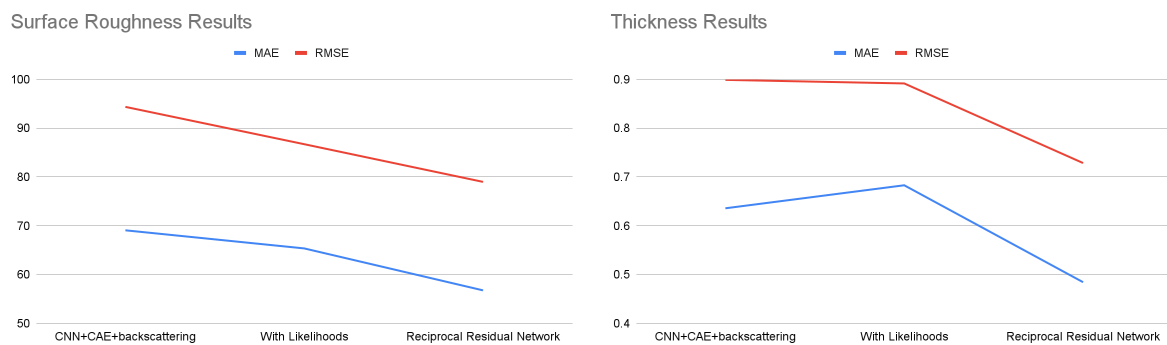 Surface Roughness Results
MAE RMSE
100
90
80
70
60
50
CNN+CAE+backscattering With Likelihoods Reciprocal Residual Network
Thickness Results
MAE RMSE
0.9
0.8
0.7
0.6
0.5
0.4
CNN+CAE+backscattering With Likelihoods Reciprocal Residual Network